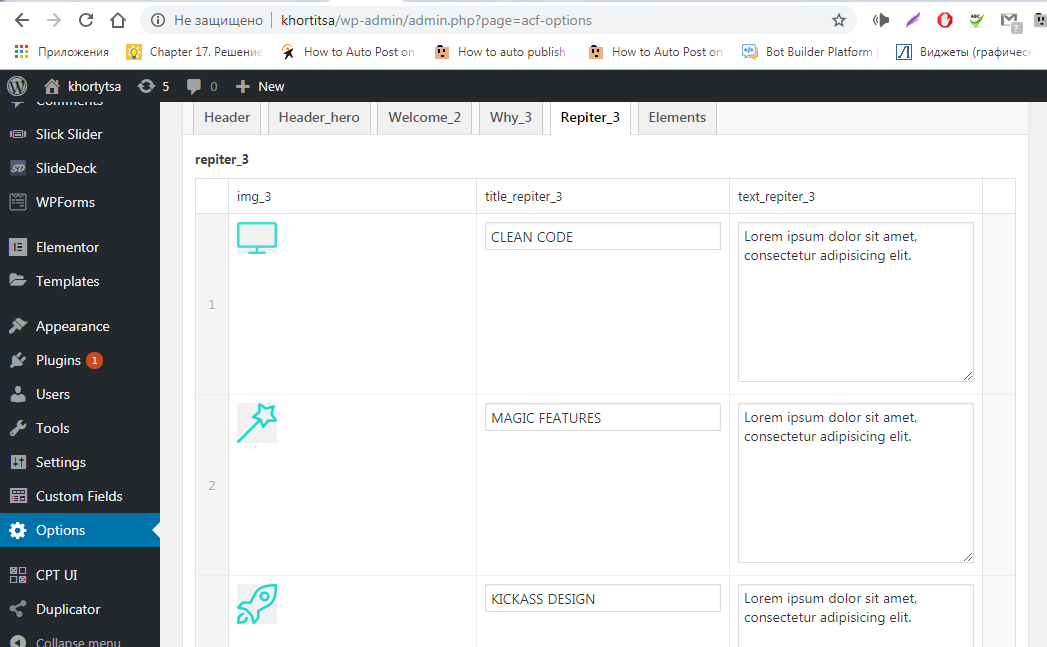 Не защищено | khortitsa/wp-admin/admin.php?page=acf-options
ABC
?
Приложения
Chapter 17. Решение
How to Auto Post on
How to auto publish
How to Auto Post on
Bot Builder Platform
Виджеты (графическ
khortytsa 5 0 New
Comments
Slick Slider
SD SlideDeck
WPForms
Elementor
Templates
Appearance
Plugins 1
Users
Tools
Settings
Custom Fields
Options
CPT UI
Duplicator
Collapse menu
Header Header_hero Welcome_2 Why_3 Repiter_3 Elements
repiter_3
img_3 title_repiter_3 text_repiter_3
1
CLEAN CODE
Lorem ipsum dolor sit amet,
consectetur adipisicing elit.
2
MAGIC FEATURES
Lorem ipsum dolor sit amet,
consectetur adipisicing elit.
KICKASS DESIGN
Lorem ipsum dolor sit amet,
consectetur adipisicing elit.